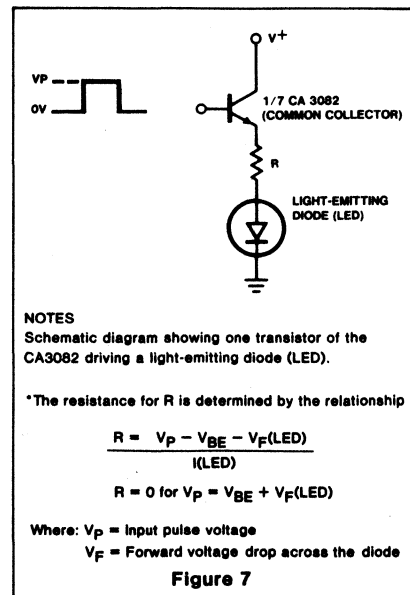 V+
VP
0V
1/7 CA 3082
(COMMON COLLECTOR)
R
LIGHT-EMITTING
DIODE (LED)
NOTES
Schematic diagram showing one transistor of the
CA3082 driving a light-emitting diode (LED).
*The resistance for R is determined by the relationship
R = VP – VBE – VF(LED)
I(LED)
R = 0 for VP = VBE + VF(LED)
Where: VP = Input pulse voltage
VF = Forward voltage drop across the diode
Figure 7